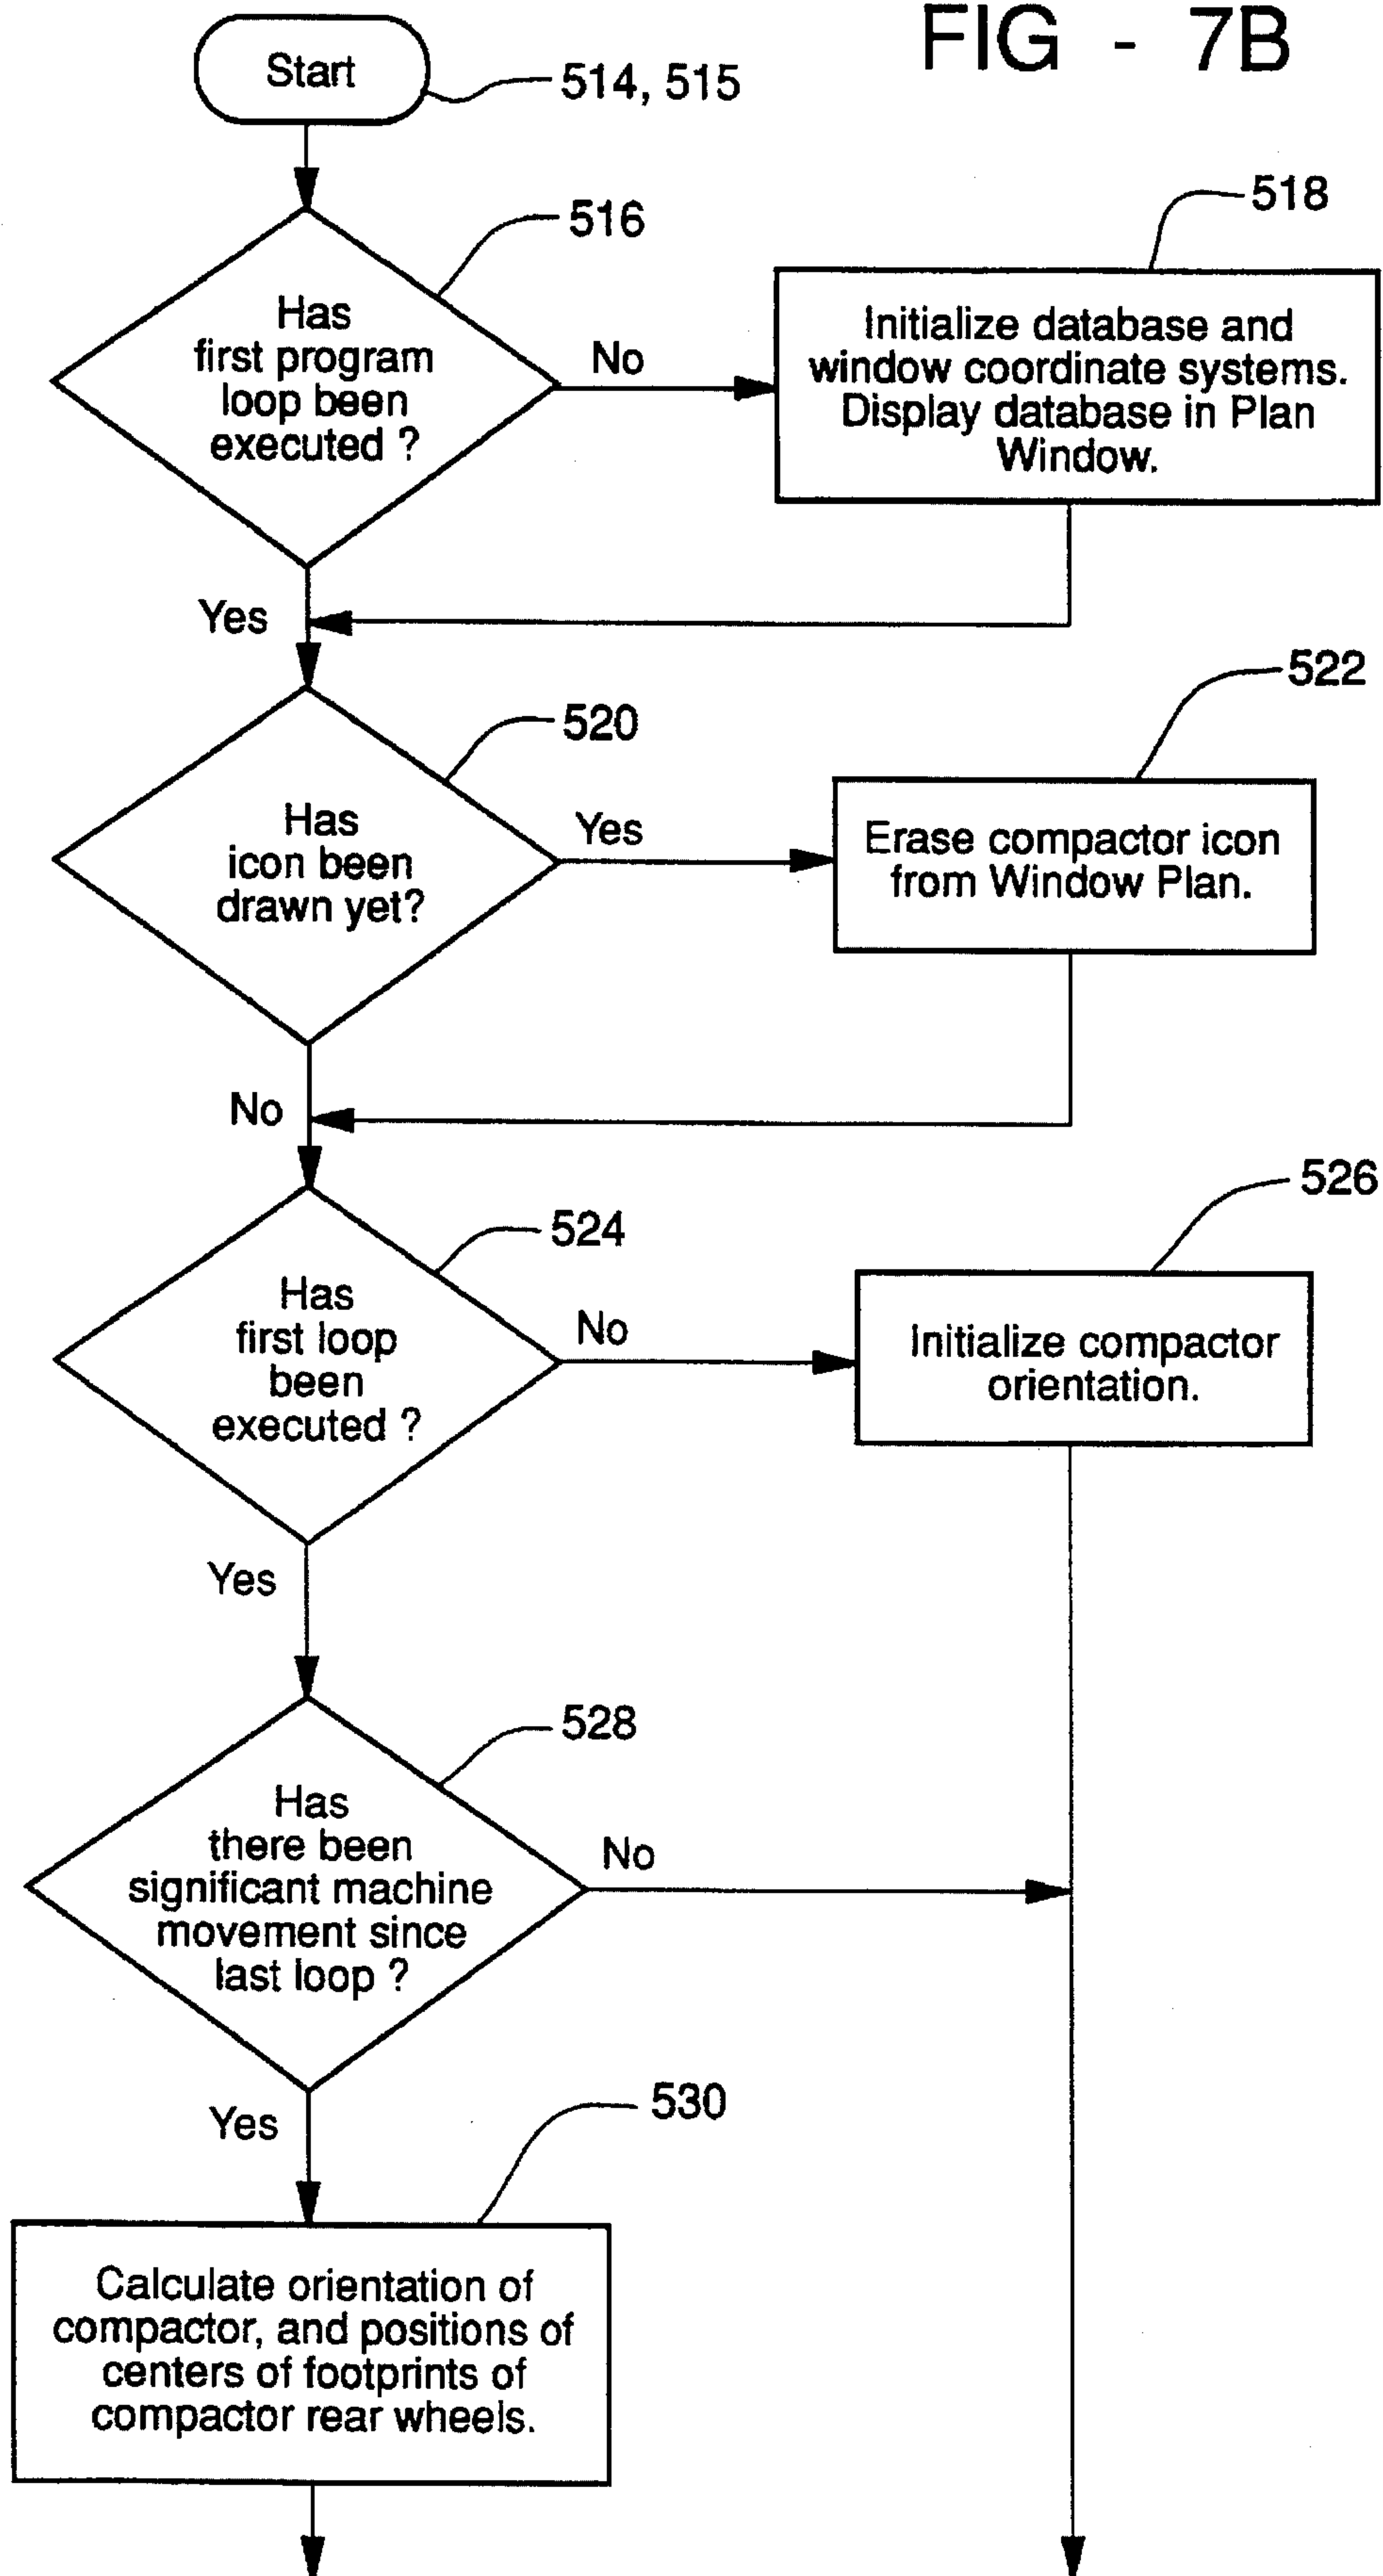 FIG - 7B
Start
514, 515
516
518
Has
first program
loop been
executed ?
No
Initialize database and
window coordinate systems.
Display database in Plan
Window.
Yes
520
522
Has
icon been
drawn yet?
Yes
Erase compactor icon
from Window Plan.
No
524
526
Has
first loop
been
executed ?
No
Initialize compactor
orientation.
Yes
528
Has
there been
significant machine
movement since
last loop ?
No
Yes
530
Calculate orientation of
compactor, and positions of
centers of footprints of
compactor rear wheels.